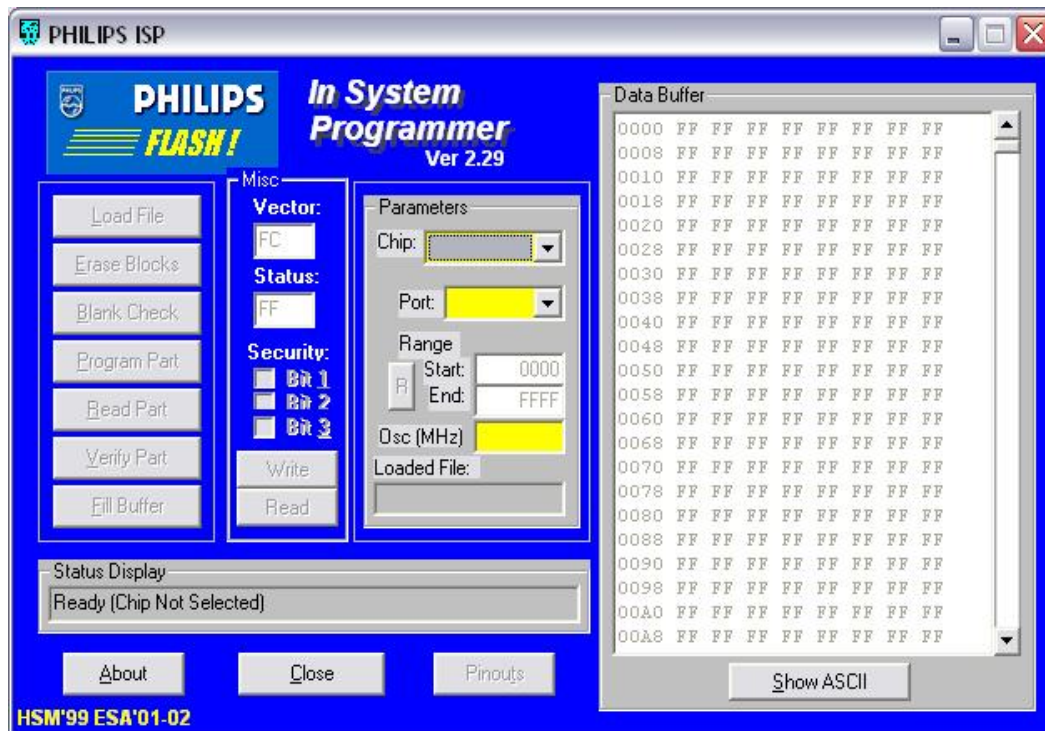 PHILIPS ISP
PHILIPS
FLASH!
In System
Programmer
Ver 2.29
Load File
Erase Blocks
Blank Check
Program Part
Read Part
Verify Part
Fill Buffer
Misc
Vector:
FC
Status:
FF
Security:
Bit 1
Bit 2
Bit 3
Write
Read
Parameters
Chip:
Port:
Range
R
Start: 0000
End: FFFF
Osc (MHz)
Loaded File:
Data Buffer
0000 FF FF FF FF FF FF FF FF
0008 FF FF FF FF FF FF FF FF
0010 FF FF FF FF FF FF FF FF
0018 FF FF FF FF FF FF FF FF
0020 FF FF FF FF FF FF FF FF
0028 FF FF FF FF FF FF FF FF
0030 FF FF FF FF FF FF FF FF
0038 FF FF FF FF FF FF FF FF
0040 FF FF FF FF FF FF FF FF
0048 FF FF FF FF FF FF FF FF
0050 FF FF FF FF FF FF FF FF
0058 FF FF FF FF FF FF FF FF
0060 FF FF FF FF FF FF FF FF
0068 FF FF FF FF FF FF FF FF
0070 FF FF FF FF FF FF FF FF
0078 FF FF FF FF FF FF FF FF
0080 FF FF FF FF FF FF FF FF
0088 FF FF FF FF FF FF FF FF
0090 FF FF FF FF FF FF FF FF
0098 FF FF FF FF FF FF FF FF
00A0 FF FF FF FF FF FF FF FF
00A8 FF FF FF FF FF FF FF FF
Show ASCII
Status Display
Ready (Chip Not Selected)
About
Close
Pinouts
HSM'99 ESA'01-02